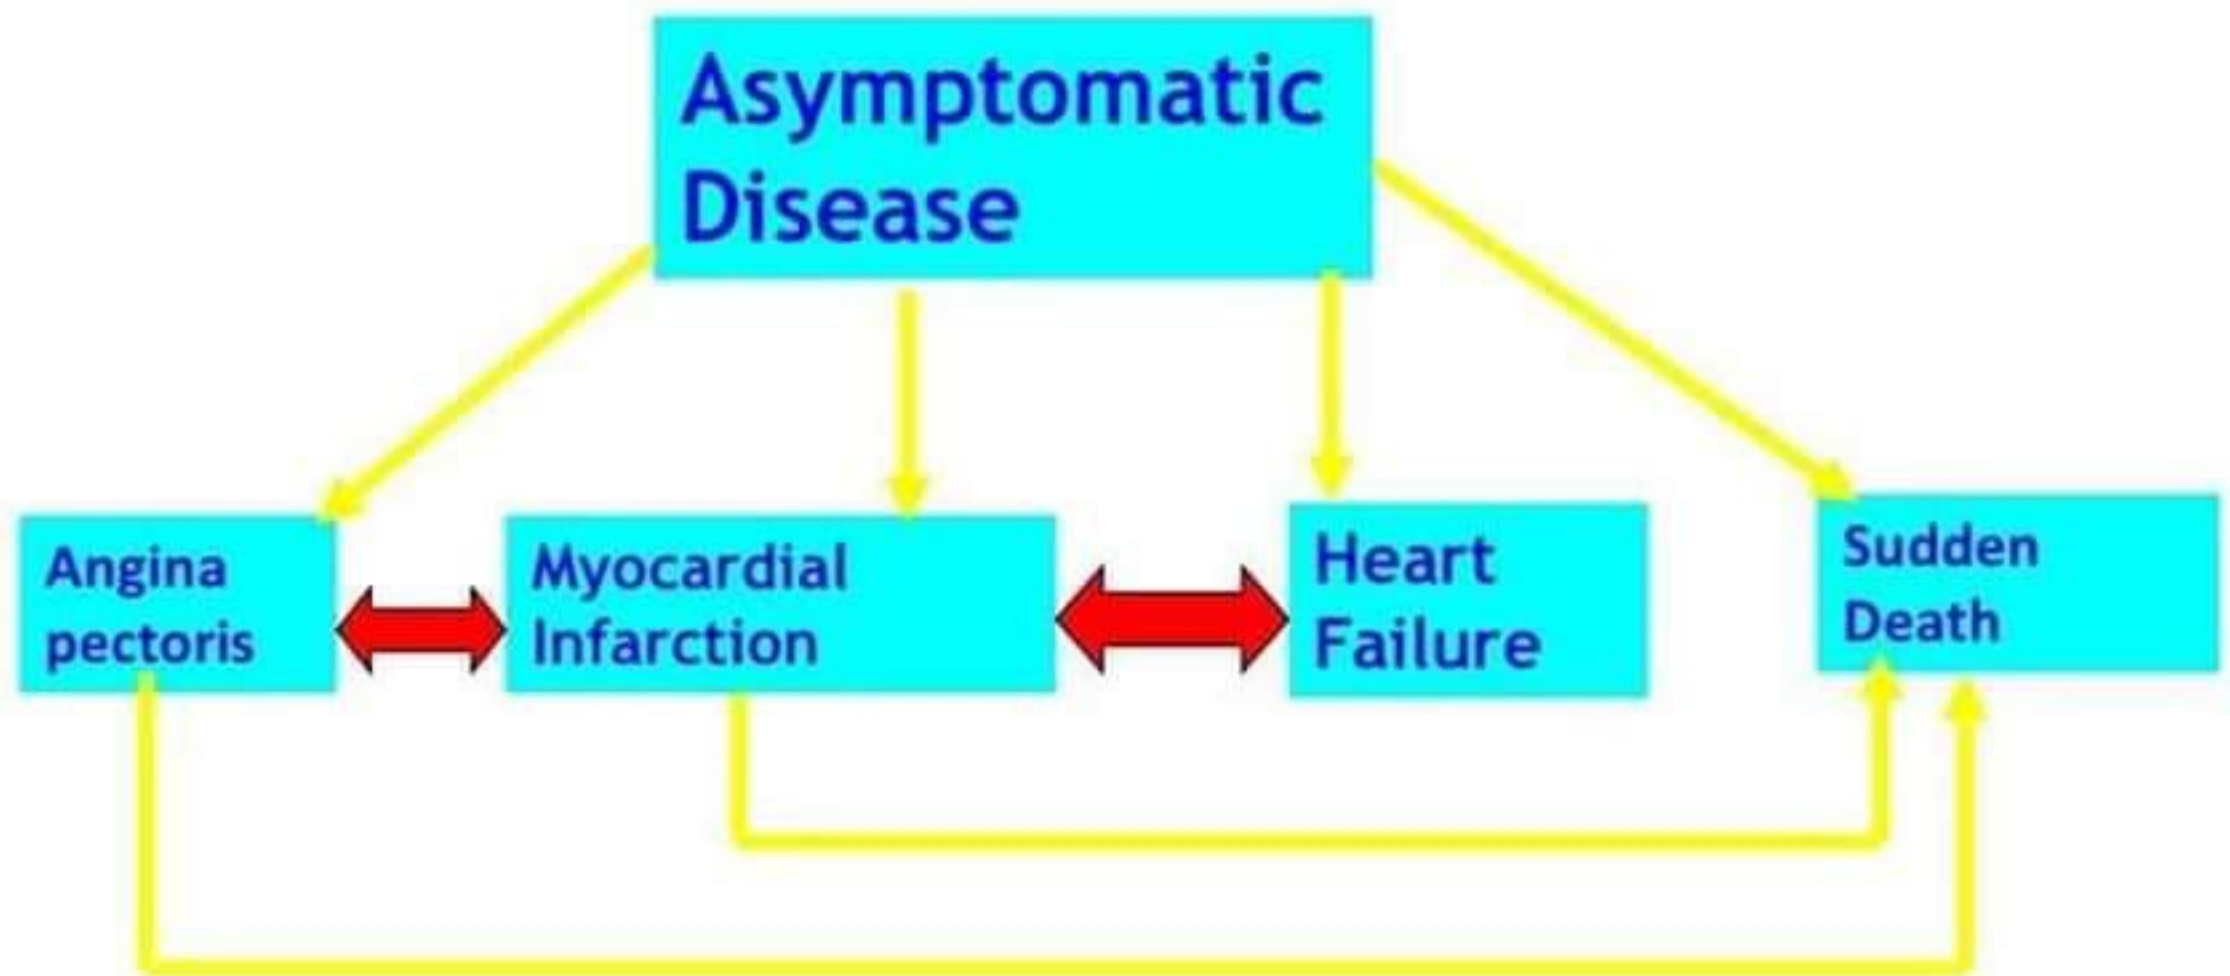 Asymptomatic
Disease
Angina
pectoris
Myocardial
Infarction
Heart
Failure
Sudden
Death